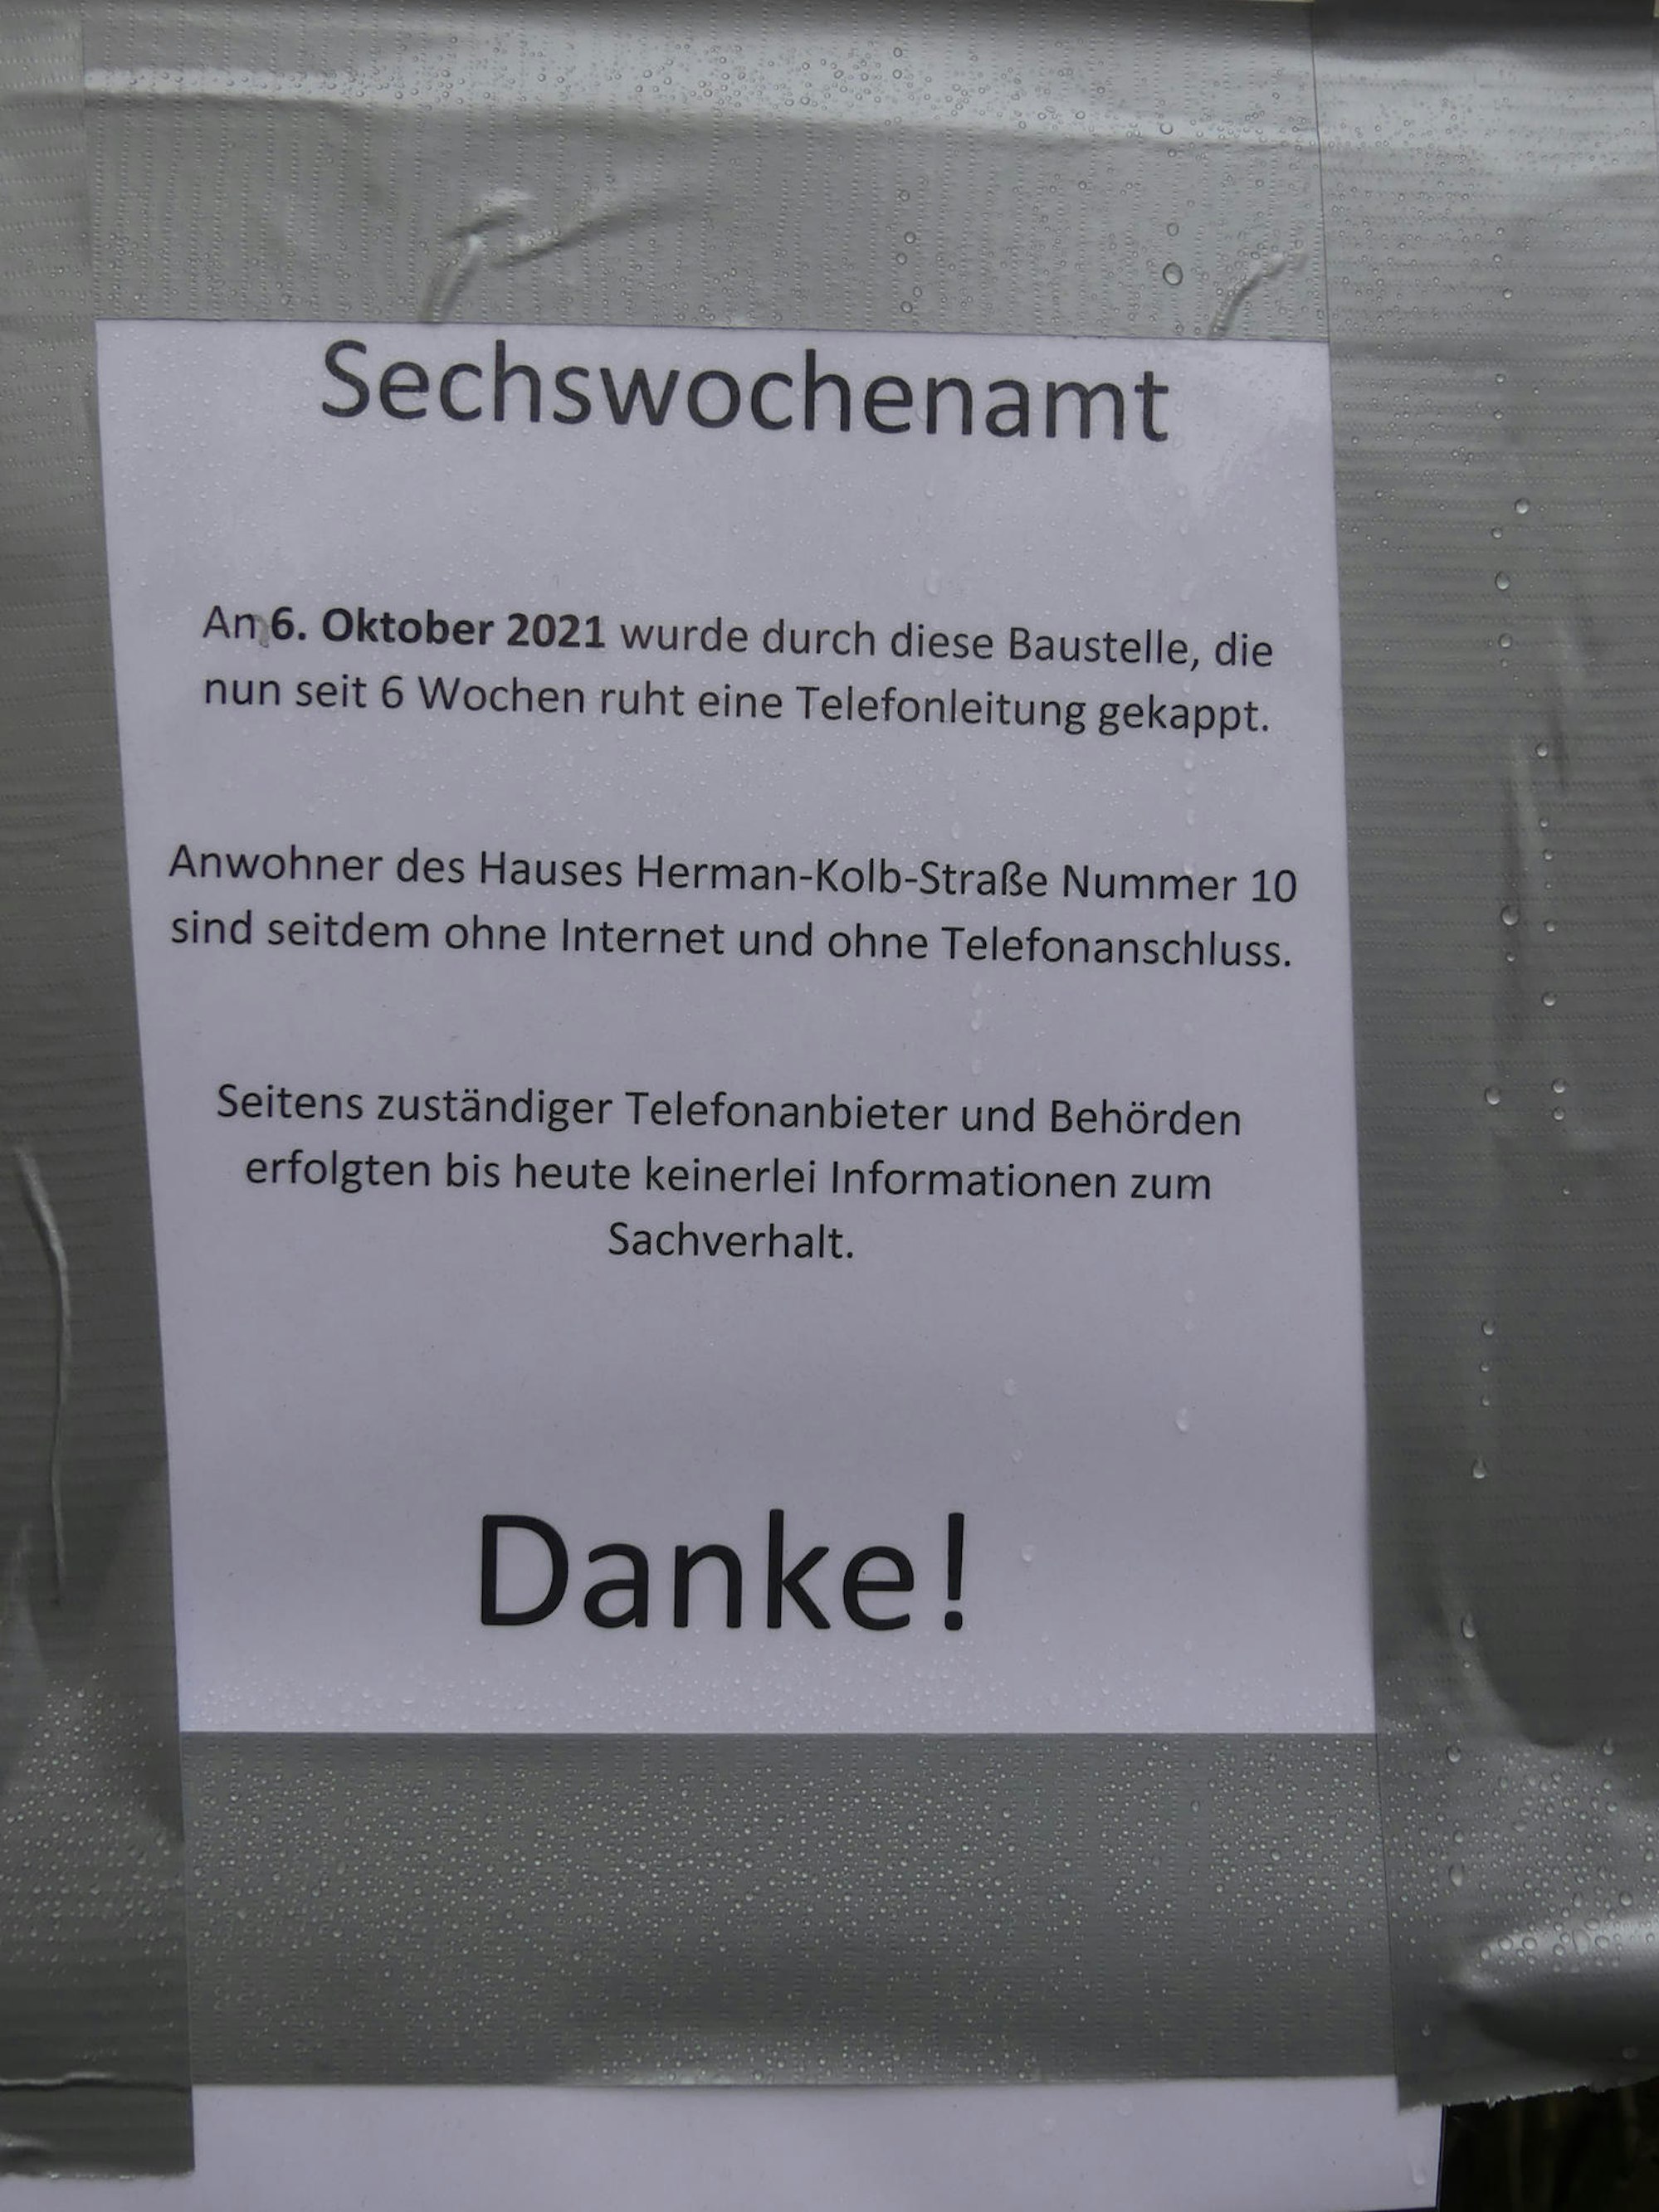 Sechswochenamt
Am 6. Oktober 2021 wurde durch diese Baustelle, die
nun seit 6 Wochen ruht eine Telefonleitung gekappt.
Anwohner des Hauses Herman-Kolb-Straße Nummer 10
sind seitdem ohne Internet und ohne Telefonanschluss.
Seitens zuständiger Telefonanbieter und Behörden
erfolgten bis heute keinerlei Informationen zum
Sachverhalt.
Danke!